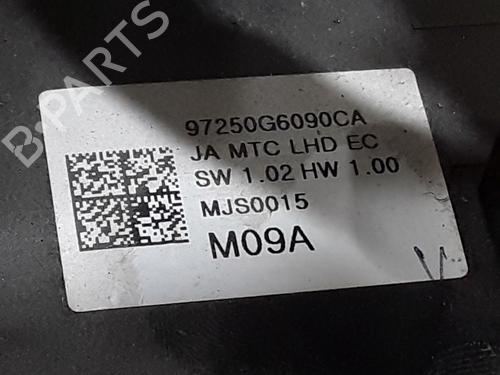 B-PARTS
97250G6090CA
JA MTC LHD EC
SW 1.02 HW 1.00
MJS0015
M09A